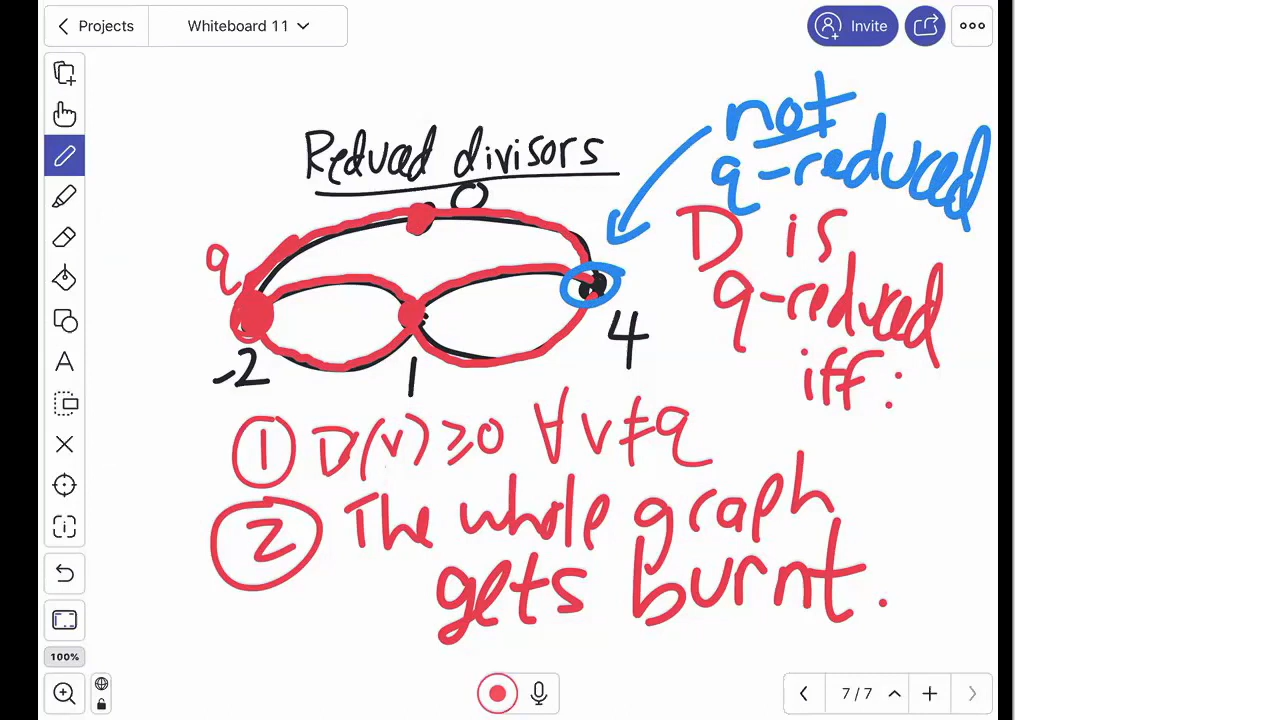 Projects
Whiteboard 11
Invite
Reduced divisors
not
q-reduced
0
q
-2
1
4
D is
q-reduced
iff:
① D(v) ≥ 0 ∀v≠q
② The whole graph
gets burnt.
A
100%
7/7